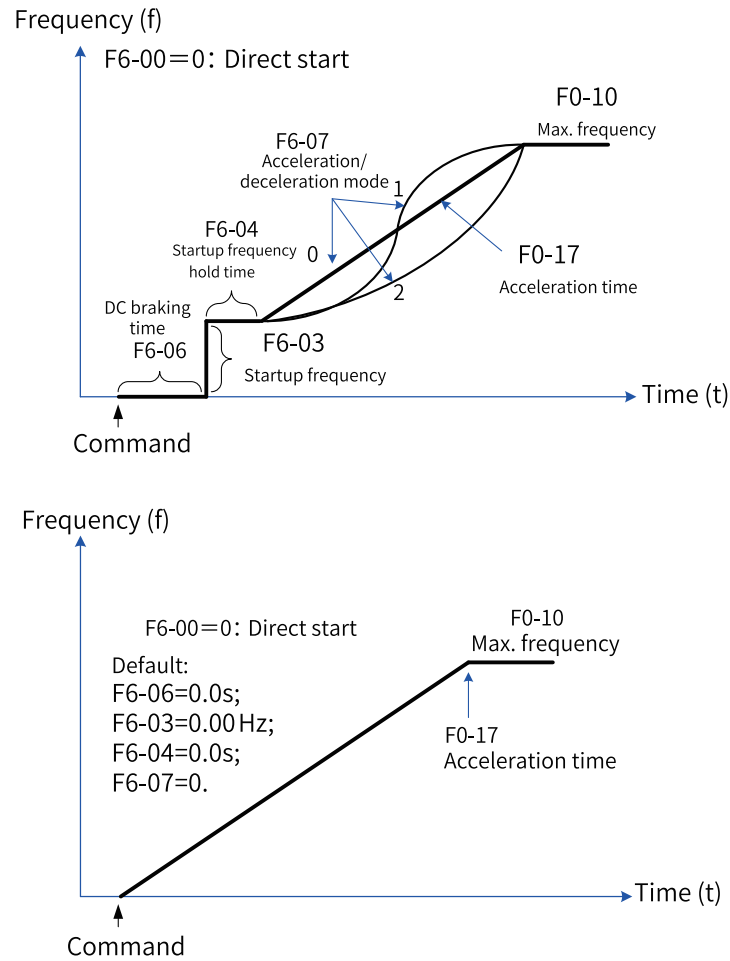 Frequency (f)
F6-00＝0：Direct start
F0-10
Max. frequency
F6-07
Acceleration/
deceleration mode
1
F6-04
Startup frequency
hold time
0
F0-17
Acceleration time
2
DC braking
time
F6-06
F6-03
Startup frequency
Time (t)
Command
Frequency (f)
F6-00＝0：Direct start
F0-10
Max. frequency
Default:
F6-06=0.0s;
F6-03=0.00Hz;
F6-04=0.0s;
F6-07=0.
F0-17
Acceleration time
Time (t)
Command